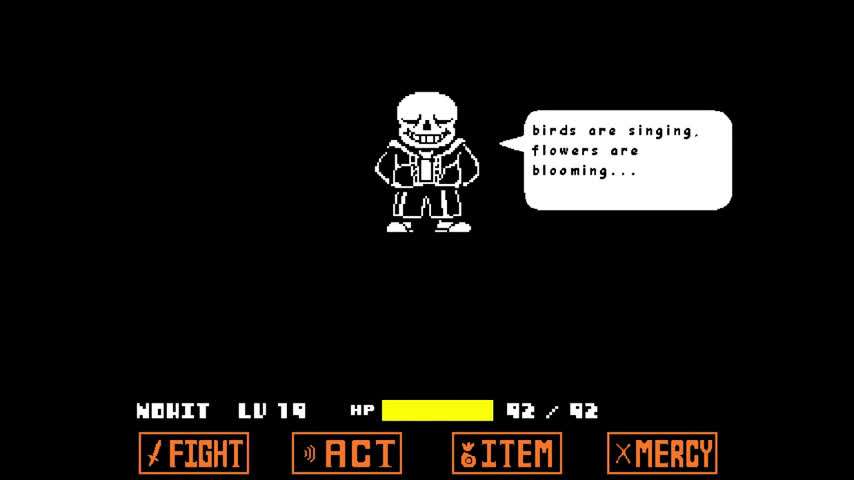 birds are singing,
flowers are
blooming...
NOHIT LV 19 HP 92 / 92
FIGHT ACT ITEM MERCY